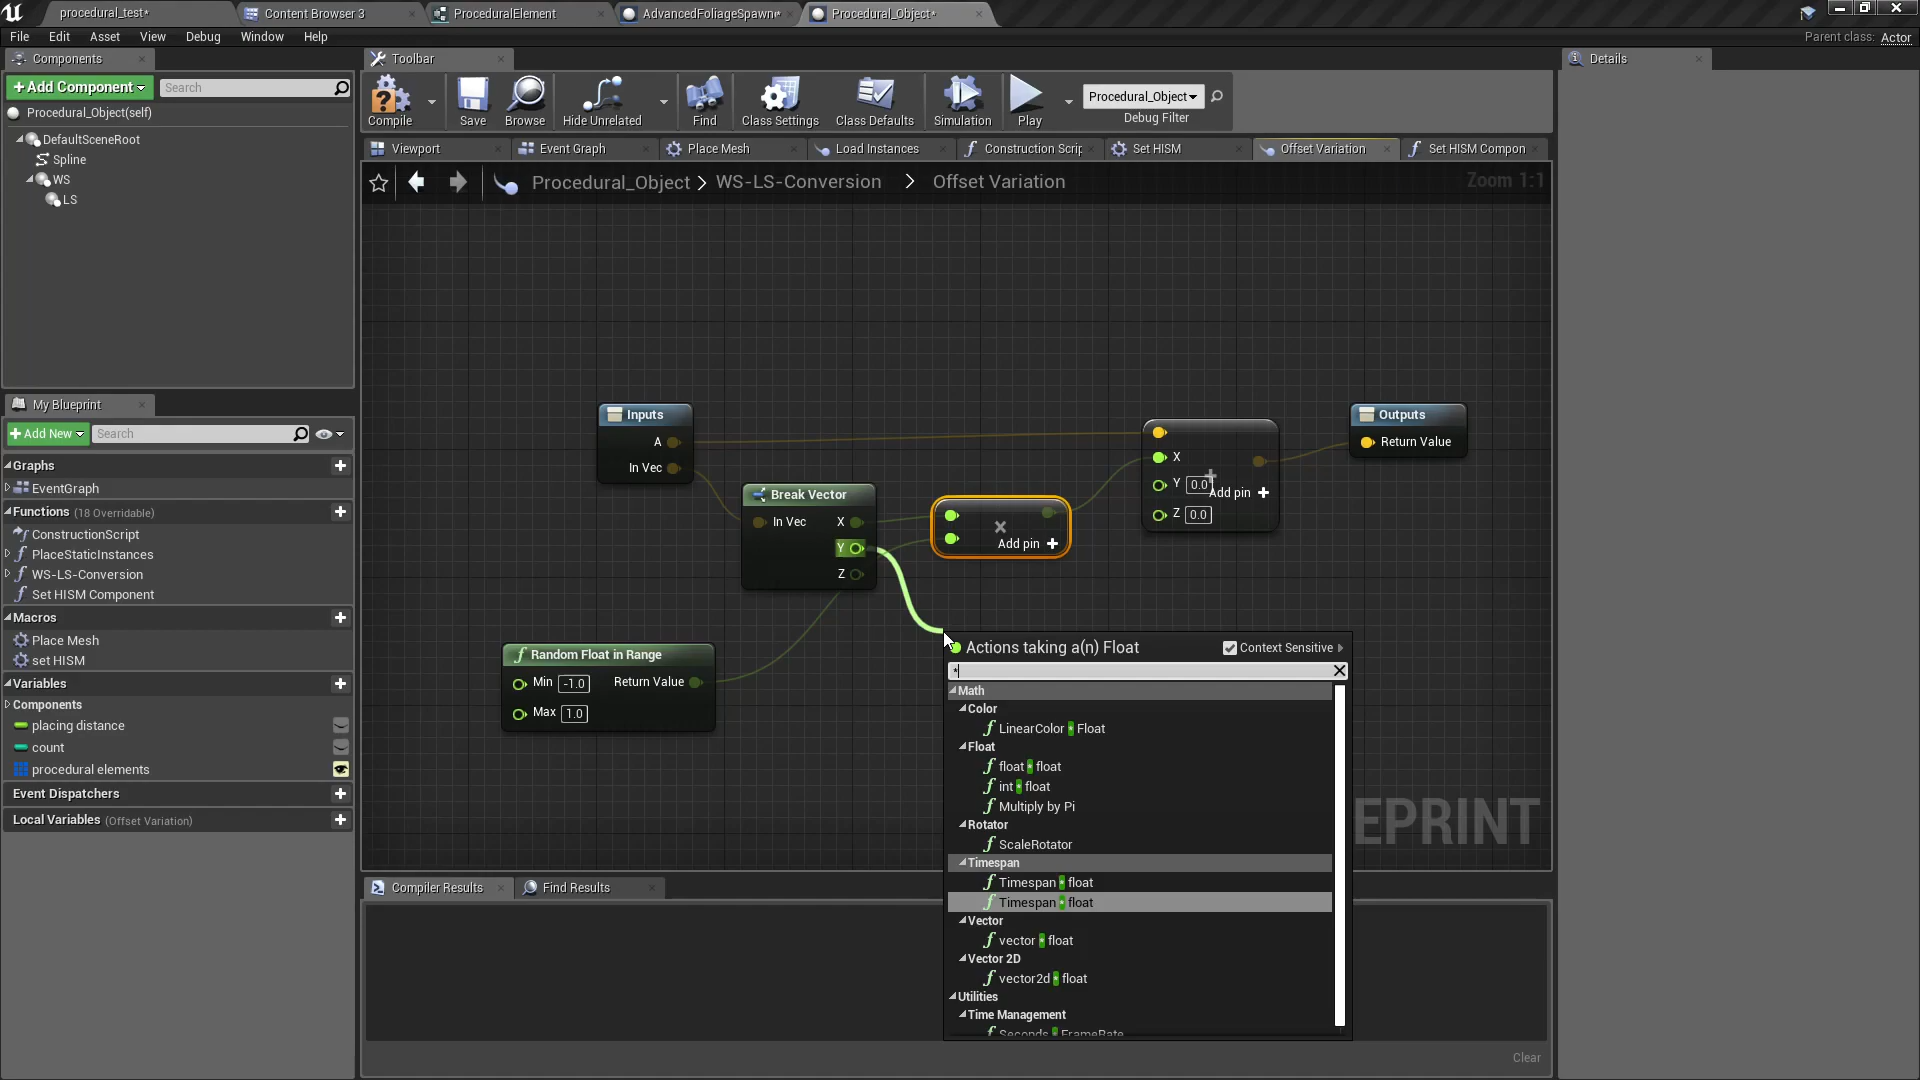 procedural_test*
Content Browser 3
ProceduralElement
AdvancedFoliageSpawn*
Procedural_Object*
File
Edit
Asset
View
Debug
Window
Help
Parent class: Actor
Components
Toolbar
Details
+ Add Component
Search
Compile
Save
Browse
Hide Unrelated
Find
Class Settings
Class Defaults
Simulation
Play
Procedural_Object
Debug Filter
Procedural_Object(self)
DefaultSceneRoot
Spline
WS
LS
Viewport
Event Graph
Place Mesh
Load Instances
Construction Scrip
Set HISM
Offset Variation
Set HISM Compon
Procedural_Object > WS-LS-Conversion > Offset Variation
Zoom 1:1
My Blueprint
+ Add New
Search
Graphs
EventGraph
Functions (18 Overridable)
ConstructionScript
PlaceStaticInstances
WS-LS-Conversion
Set HISM Component
Macros
Place Mesh
set HISM
Variables
Components
placing distance
count
procedural elements
Event Dispatchers
Local Variables (Offset Variation)
Inputs
A
In Vec
Break Vector
In Vec
X
Y
Z
Add pin +
X
Y 0.0
Add pin +
Z 0.0
Outputs
Return Value
Random Float in Range
Min -1.0
Return Value
Max 1.0
EPRINT
Actions taking a(n) Float
Context Sensitive
*
Math
Color
LinearColor * Float
Float
float * float
int * float
Multiply by Pi
Rotator
ScaleRotator
Timespan
Timespan * float
Timespan * float
Vector
vector * float
Vector 2D
vector2d * float
Utilities
Time Management
Seconds * FrameRate
Compiler Results
Find Results
Clear